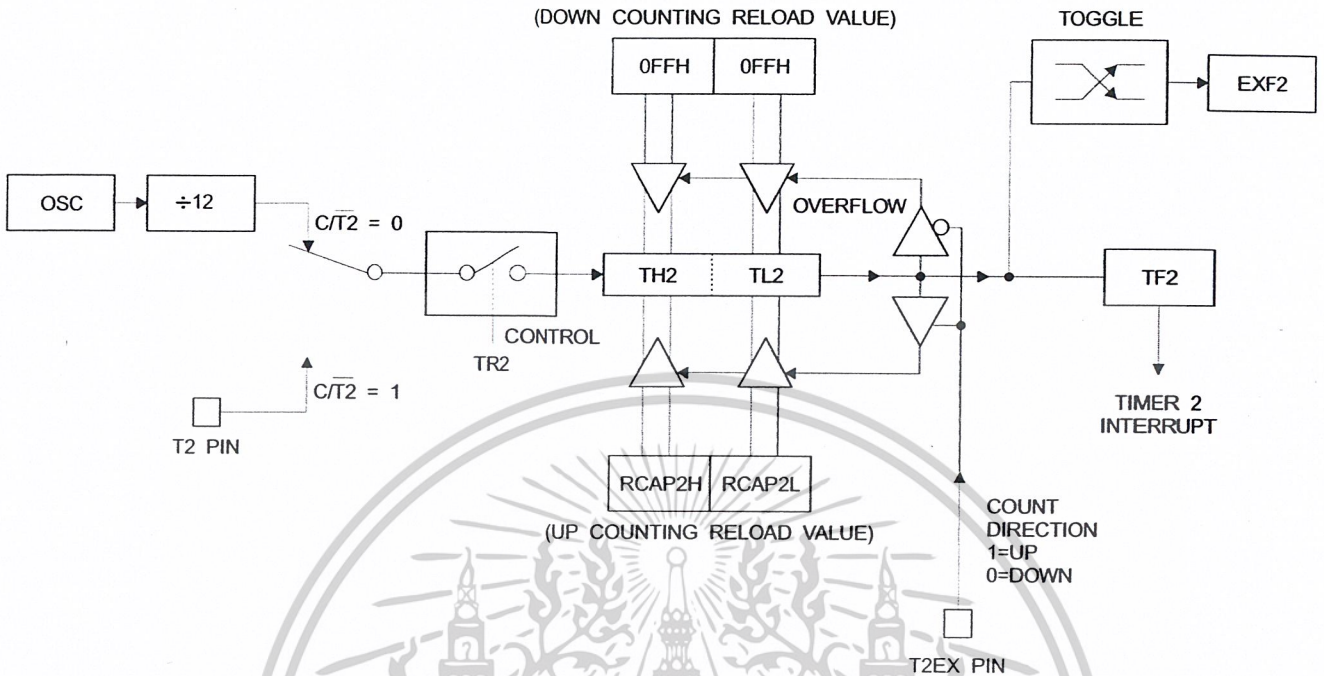 (DOWN COUNTING RELOAD VALUE)
TOGGLE
0FFH 0FFH
EXF2
OSC
÷12
C/T2 = 0
OVERFLOW
TH2 TL2
TF2
CONTROL
TR2
C/T2 = 1
T2 PIN
TIMER 2
INTERRUPT
RCAP2H RCAP2L
(UP COUNTING RELOAD VALUE)
COUNT
DIRECTION
1=UP
0=DOWN
T2EX PIN